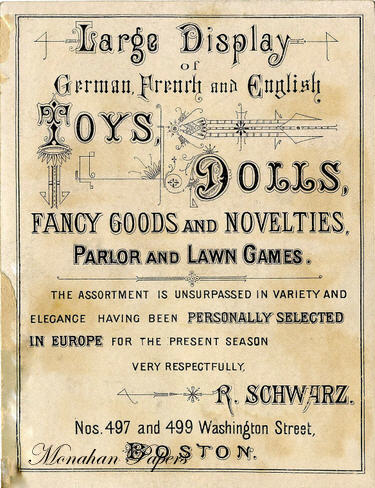 Large Display
OF
German, French and English
TOYS,
DOLLS,
FANCY GOODS AND NOVELTIES,
PARLOR AND LAWN GAMES.
THE ASSORTMENT IS UNSURPASSED IN VARIETY AND
ELEGANCE HAVING BEEN PERSONALLY SELECTED
IN EUROPE FOR THE PRESENT SEASON
VERY RESPECTFULLY,
R. SCHWARZ.
Nos. 497 and 499 Washington Street,
BOSTON.
Monahan Papers